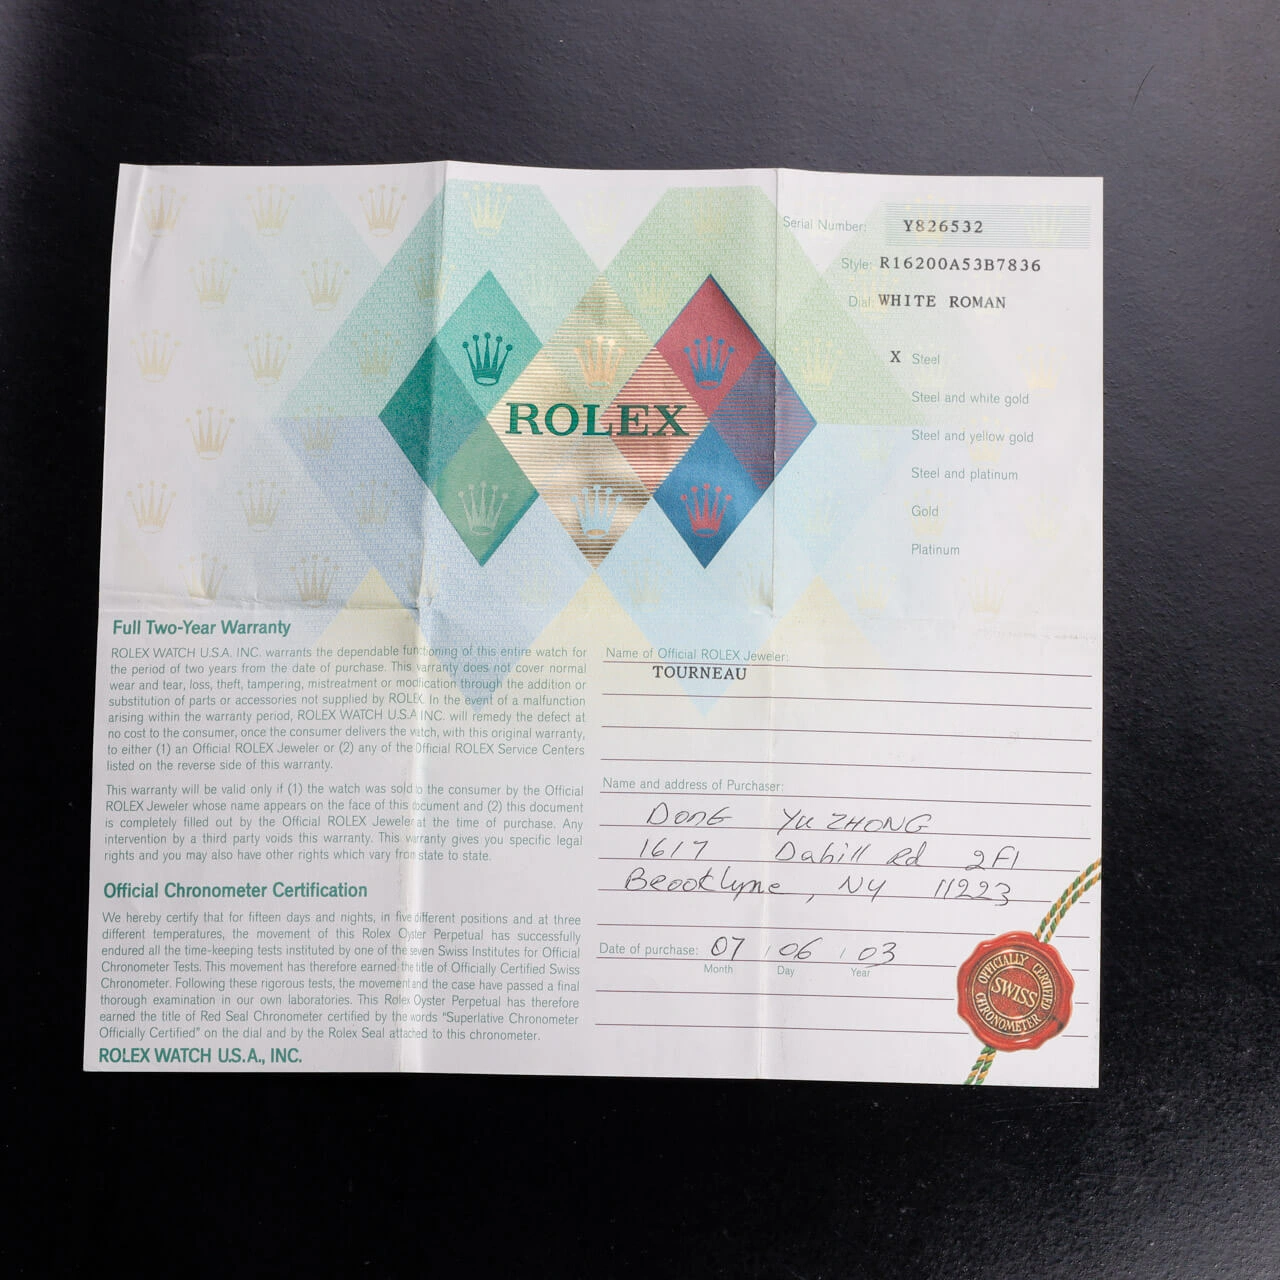 Serial Number: Y826532
Style: R16200A53B7836
Dial: WHITE ROMAN
X Steel
Steel and white gold
Steel and yellow gold
Steel and platinum
Gold
Platinum
ROLEX
Full Two-Year Warranty
ROLEX WATCH U.S.A. INC. warrants the dependable functioning of this entire watch for
the period of two years from the date of purchase. This warranty does not cover normal
wear and tear, loss, theft, tampering, mistreatment or modification through the addition or
substitution of parts or accessories not supplied by ROLEX. In the event of a malfunction
arising within the warranty period, ROLEX WATCH U.S.A. INC. will remedy the defect at
no cost to the consumer, once the consumer delivers the watch, with this original warranty,
to either (1) an Official ROLEX Jeweler or (2) any of the Official ROLEX Service Centers
listed on the reverse side of this warranty.
This warranty will be valid only if (1) the watch was sold to the consumer by the Official
ROLEX Jeweler whose name appears on the face of this document and (2) this document
is completely filled out by the Official ROLEX Jeweler at the time of purchase. Any
intervention by a third party voids this warranty. This warranty gives you specific legal
rights and you may also have other rights which vary from state to state.
Official Chronometer Certification
We hereby certify that for fifteen days and nights, in five different positions and at three
different temperatures, the movement of this Rolex Oyster Perpetual has successfully
endured all the time-keeping tests instituted by one of the seven Swiss Institutes for Official
Chronometer Tests. This movement has therefore earned the title of Officially Certified Swiss
Chronometer. Following these rigorous tests, the movement and the case have passed a final
thorough examination in our own laboratories. This Rolex Oyster Perpetual has therefore
earned the title of Red Seal Chronometer certified by the words "Superlative Chronometer
Officially Certified" on the dial and by the Rolex Seal attached to this chronometer.
ROLEX WATCH U.S.A., INC.
Name of Official ROLEX Jeweler:
TOURNEAU
Name and address of Purchaser:
DONG YU ZHONG
1617 Dahill Rd 2Fl
Brooklyne, NY 11223
Date of purchase: 07 / 06 / 03
Month Day Year
OFFICIALLY CERTIFIED
SWISS
CHRONOMETER